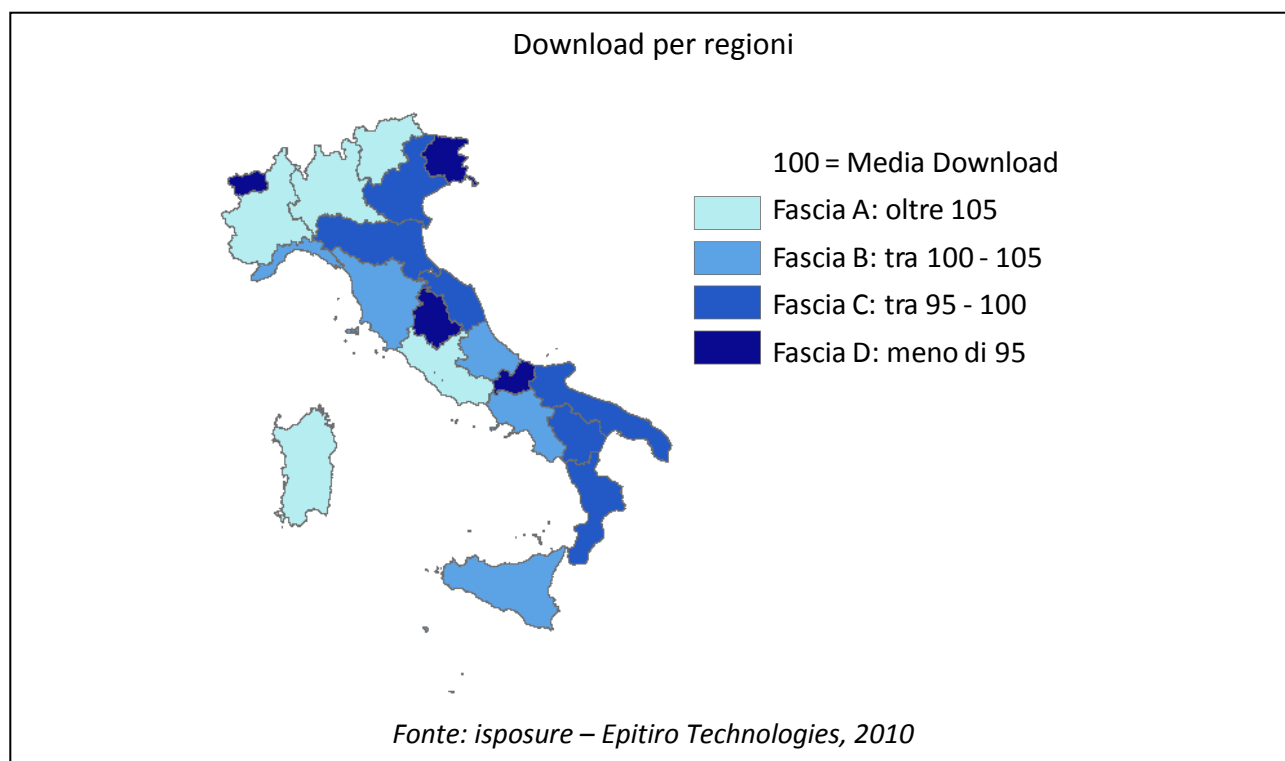 Download per regioni
100 = Media Download
Fascia A: oltre 105
Fascia B: tra 100 - 105
Fascia C: tra 95 - 100
Fascia D: meno di 95
Fonte: isposure – Epitiro Technologies, 2010